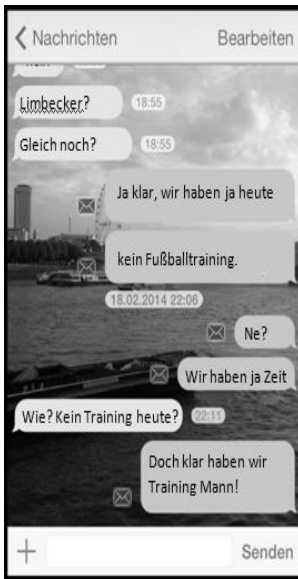 Nachrichten Bearbeiten
Limbecker? 18:55
Gleich noch? 18:55
Ja klar, wir haben ja heute
kein Fußballtraining.
18.02.2014 22:06
Ne?
Wir haben ja Zeit
Wie? Kein Training heute? 22:11
Doch klar haben wir
Training Mann!
Senden